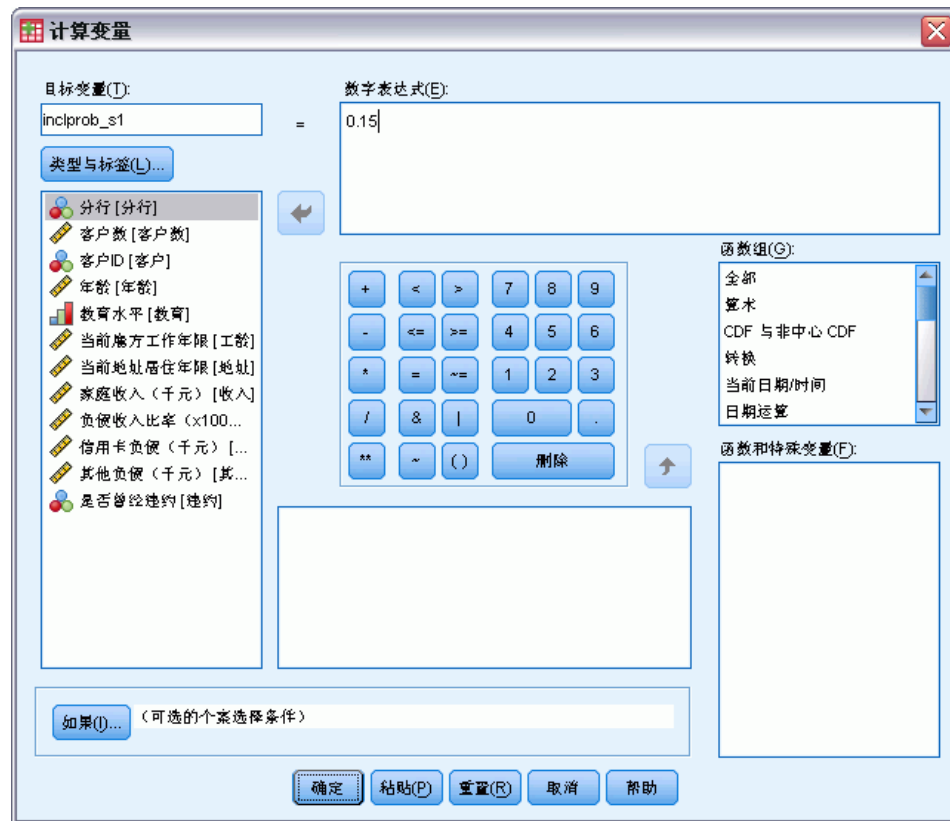 计算变量
目标变量(T):
inclprob_s1
=
数字表达式(E):
0.15
类型与标签(L)...
分行 [分行]
客户数 [客户数]
客户ID [客户]
年龄 [年龄]
教育水平 [教育]
当前雇方工作年限 [工龄]
当前地址居住年限 [地址]
家庭收入（千元）[收入]
负债收入比率（x100...
信用卡负债（千元）[...
其他负债（千元）[其...
是否曾经违约 [违约]
+ < > 7 8 9
- <= >= 4 5 6
* = ~= 1 2 3
/ & | 0 .
** ~ ( ) 删除
函数组(G):
全部
算术
CDF 与非中心 CDF
转换
当前日期/时间
日期运算
函数和特殊变量(F):
如果(I)... （可选的个案选择条件）
确定 粘贴(P) 重置(R) 取消 帮助